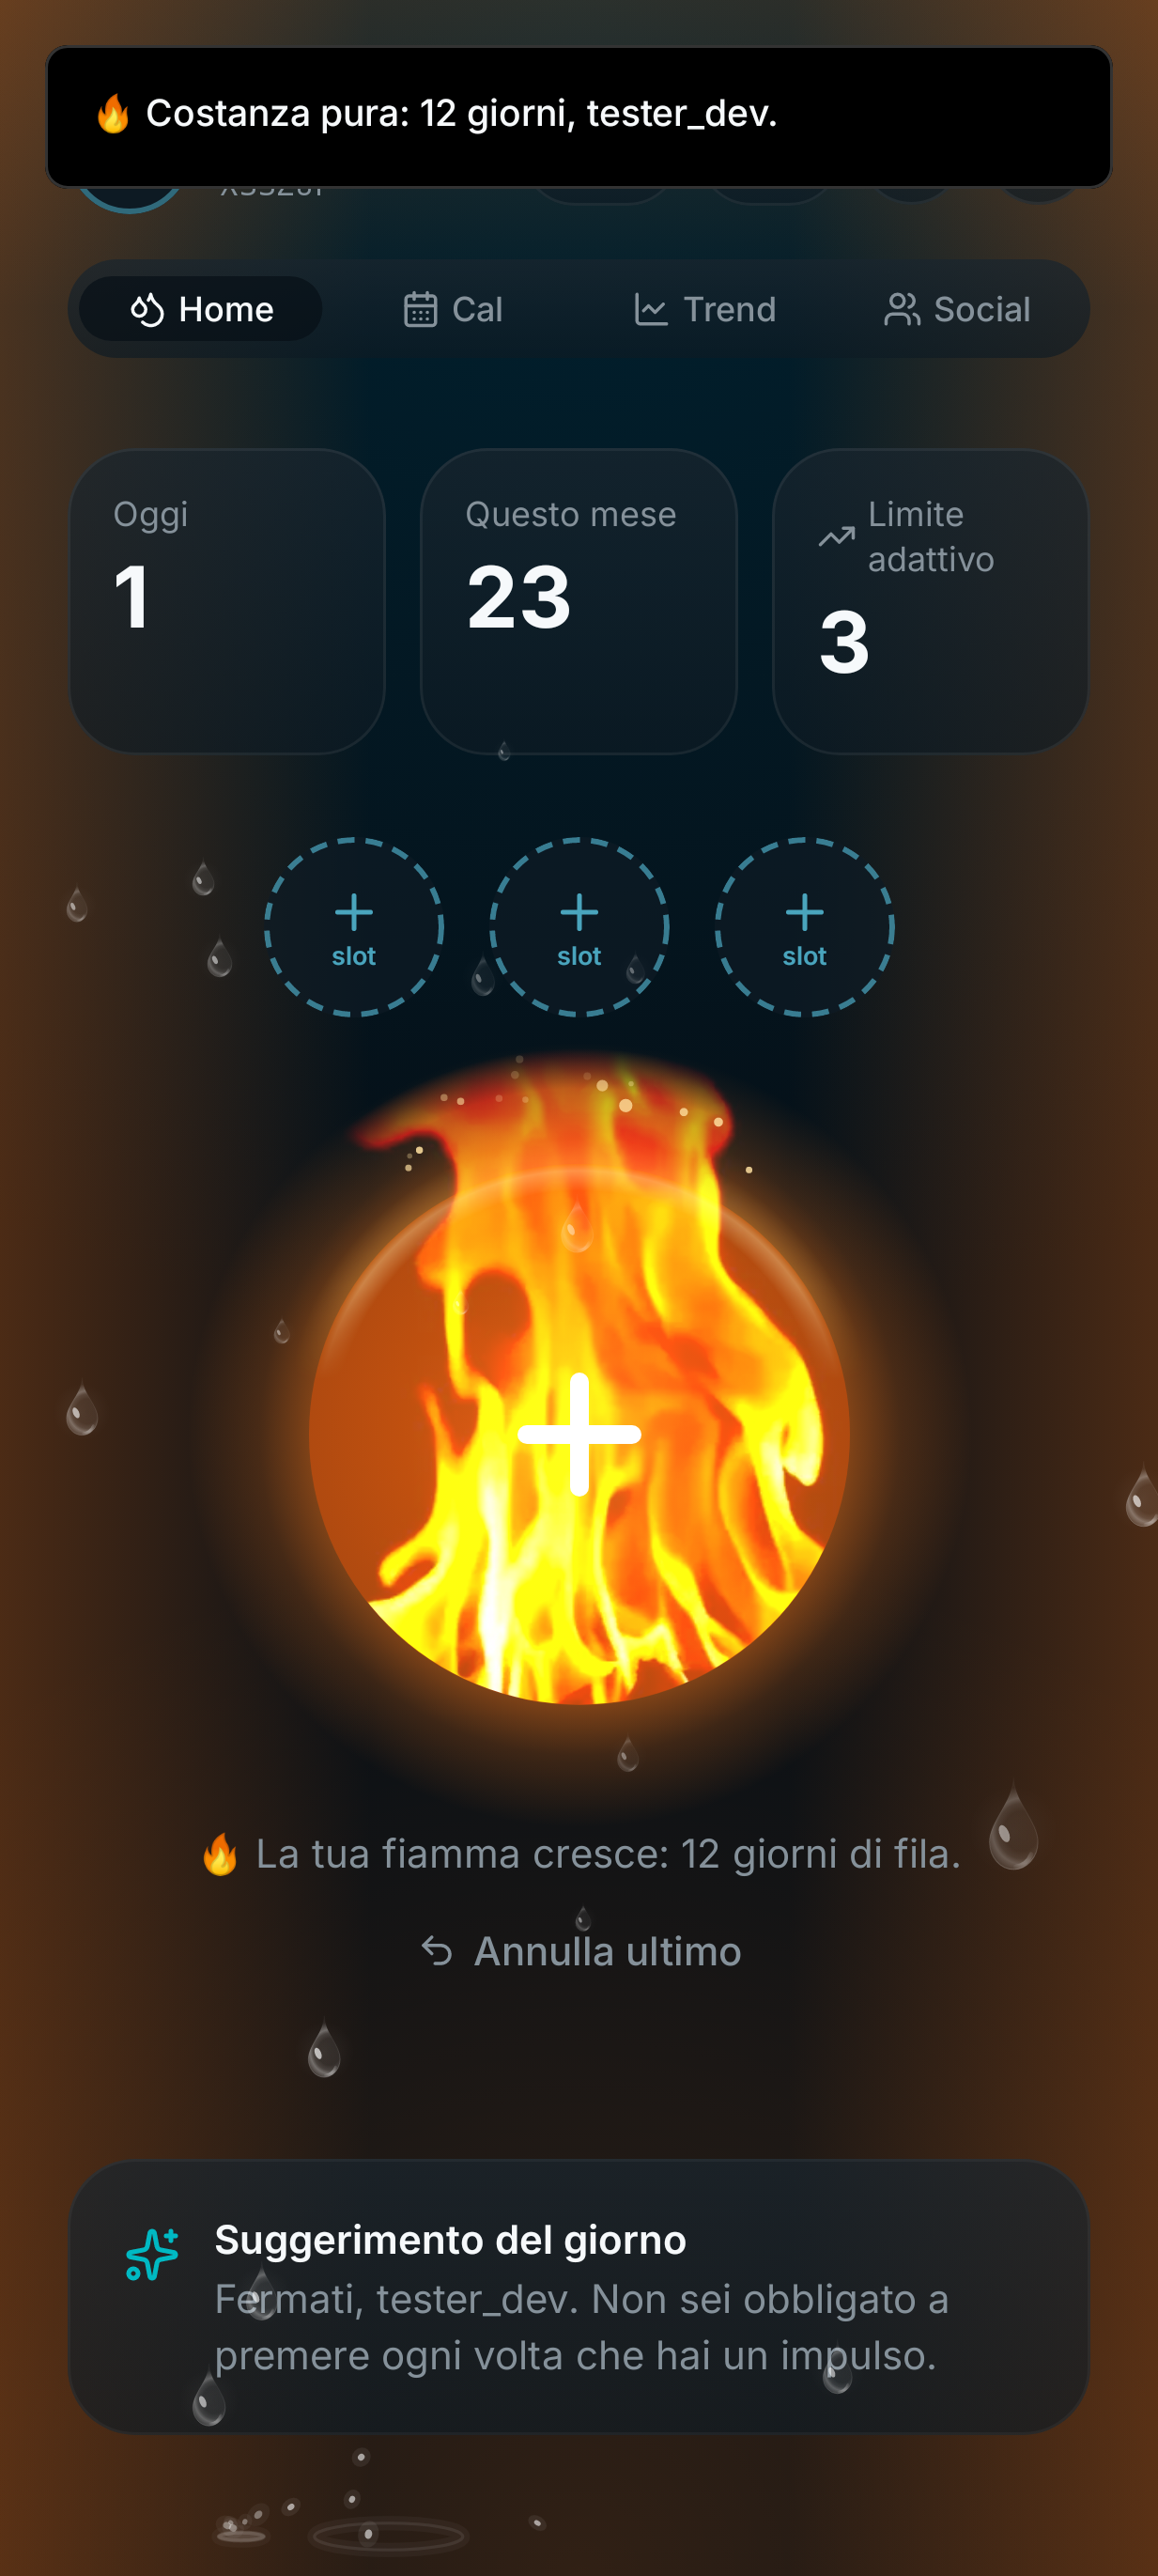 🔥 Costanza pura: 12 giorni, tester_dev.
Home
Cal
Trend
Social
Oggi
1
Questo mese
23
Limite
adattivo
3
slot
slot
slot
🔥 La tua fiamma cresce: 12 giorni di fila.
Annulla ultimo
Suggerimento del giorno
Fermati, tester_dev. Non sei obbligato a
premere ogni volta che hai un impulso.